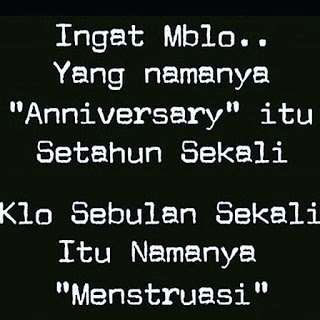 Ingat Mblo..
Yang namanya
"Anniversary" itu
Setahun Sekali
Klo Sebulan Sekali
Itu Namanya
"Menstruasi"